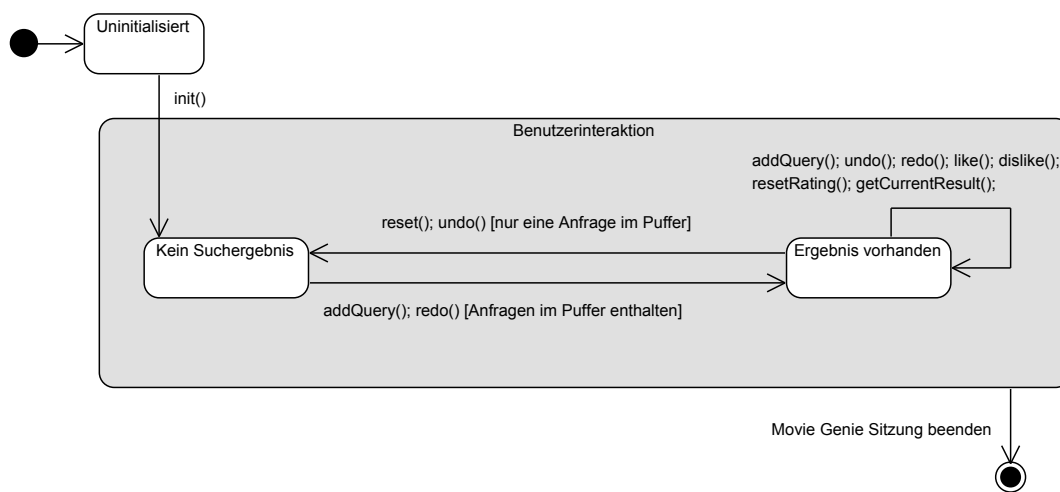 Uninitialisiert
init()
Benutzerinteraktion
addQuery(); undo(); redo(); like(); dislike();
resetRating(); getCurrentResult();
reset(); undo() [nur eine Anfrage im Puffer]
Kein Suchergebnis
Ergebnis vorhanden
addQuery(); redo() [Anfragen im Puffer enthalten]
Movie Genie Sitzung beenden